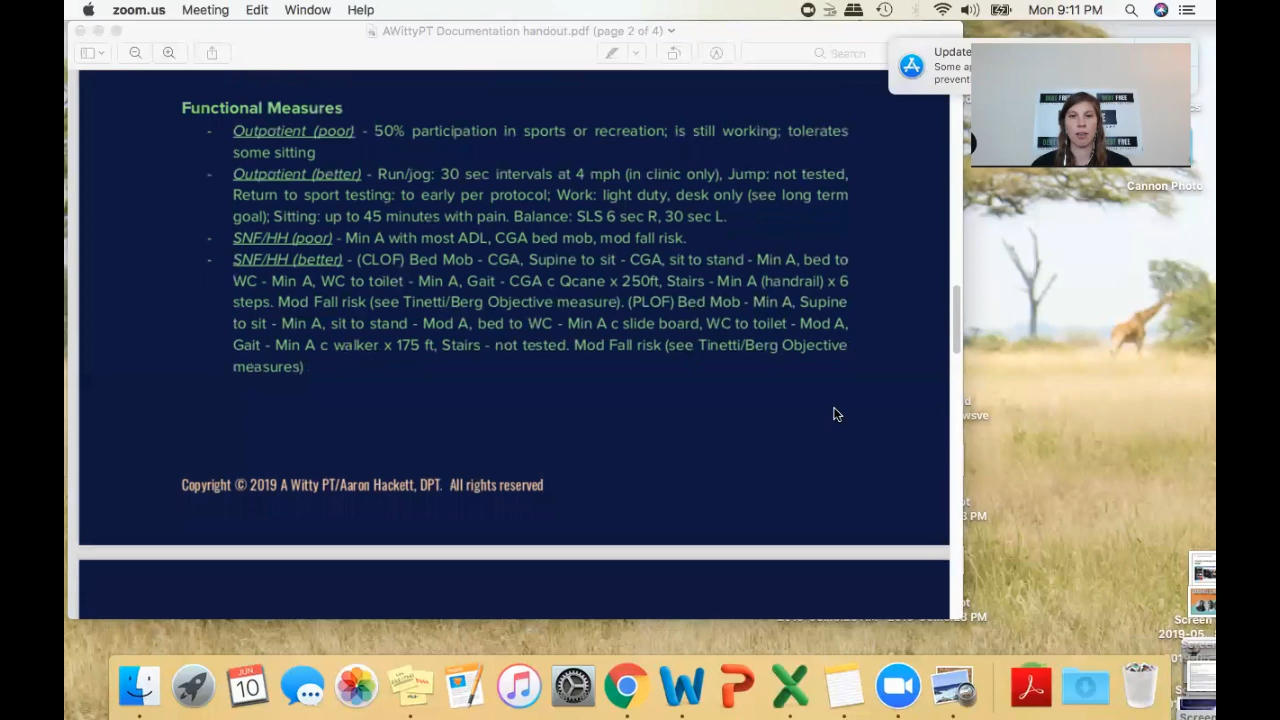 zoom.us Meeting Edit Window Help Mon 9:11 PM
AWittyPT Documentation handout.pdf (page 2 of 4)
Search
Update
Some ap
prevent
Functional Measures
- Outpatient (poor) - 50% participation in sports or recreation; is still working; tolerates
some sitting
- Outpatient (better) - Run/jog: 30 sec intervals at 4 mph (in clinic only), Jump: not tested,
Return to sport testing: to early per protocol; Work: light duty, desk only (see long term
goal); Sitting: up to 45 minutes with pain. Balance: SLS 6 sec R, 30 sec L.
- SNF/HH (poor) - Min A with most ADL, CGA bed mob, mod fall risk.
- SNF/HH (better) - (CLOF) Bed Mob - CGA, Supine to sit - CGA, sit to stand - Min A, bed to
WC - Min A, WC to toilet - Min A, Gait - CGA c Qcane x 250ft, Stairs - Min A (handrail) x 6
steps. Mod Fall risk (see Tinetti/Berg Objective measure). (PLOF) Bed Mob - Min A, Supine
to sit - Min A, sit to stand - Mod A, bed to WC - Min A c slide board, WC to toilet - Mod A,
Gait - Min A c walker x 175 ft, Stairs - not tested. Mod Fall risk (see Tinetti/Berg Objective
measures)
Copyright © 2019 A Witty PT/Aaron Hackett, DPT. All rights reserved
Cannon Photo
JUN
10
Screen
2019-05